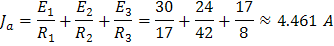 J_a = E_1/R_1 + E_2/R_2 + E_3/R_3 = 30/17 + 24/42 + 17/8 ≈ 4.461 A